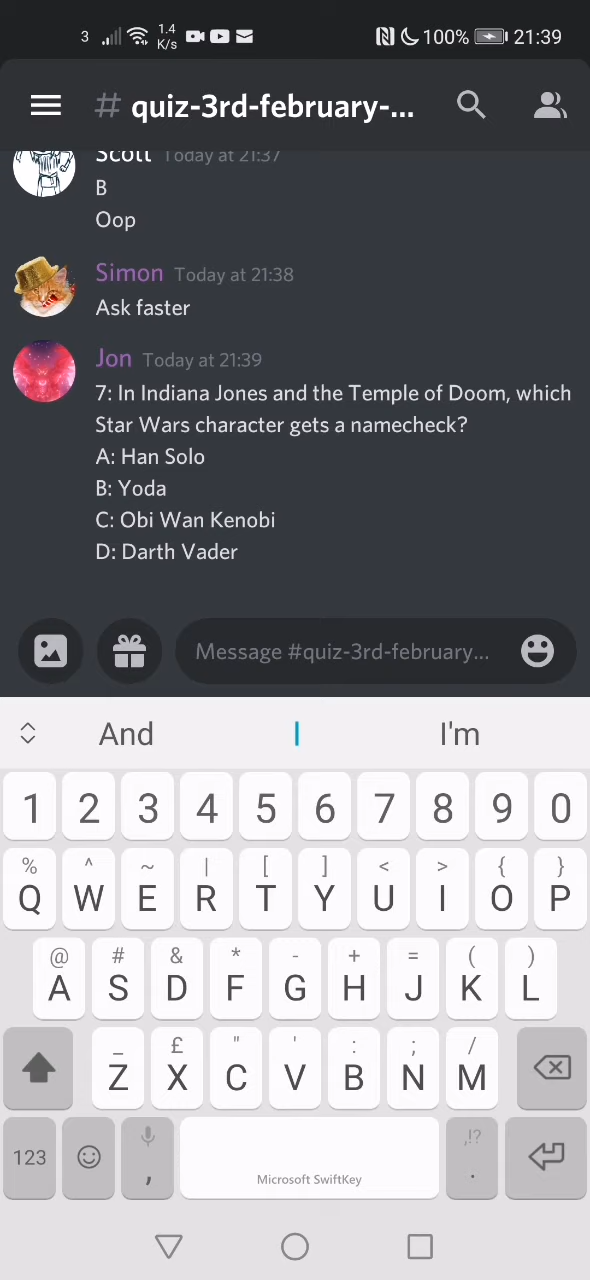 3 1.4 K/s 100% 21:39
# quiz-3rd-february-...
Scott Today at 21:37
B
Oop
Simon Today at 21:38
Ask faster
Jon Today at 21:39
7: In Indiana Jones and the Temple of Doom, which
Star Wars character gets a namecheck?
A: Han Solo
B: Yoda
C: Obi Wan Kenobi
D: Darth Vader
Message #quiz-3rd-february...
And I I'm
1 2 3 4 5 6 7 8 9 0
% ^ ~ | [ ] < > { }
Q W E R T Y U I O P
@ # & * - + = ( )
A S D F G H J K L
_ £ " ' : ; /
Z X C V B N M
,!?
123 , Microsoft SwiftKey .